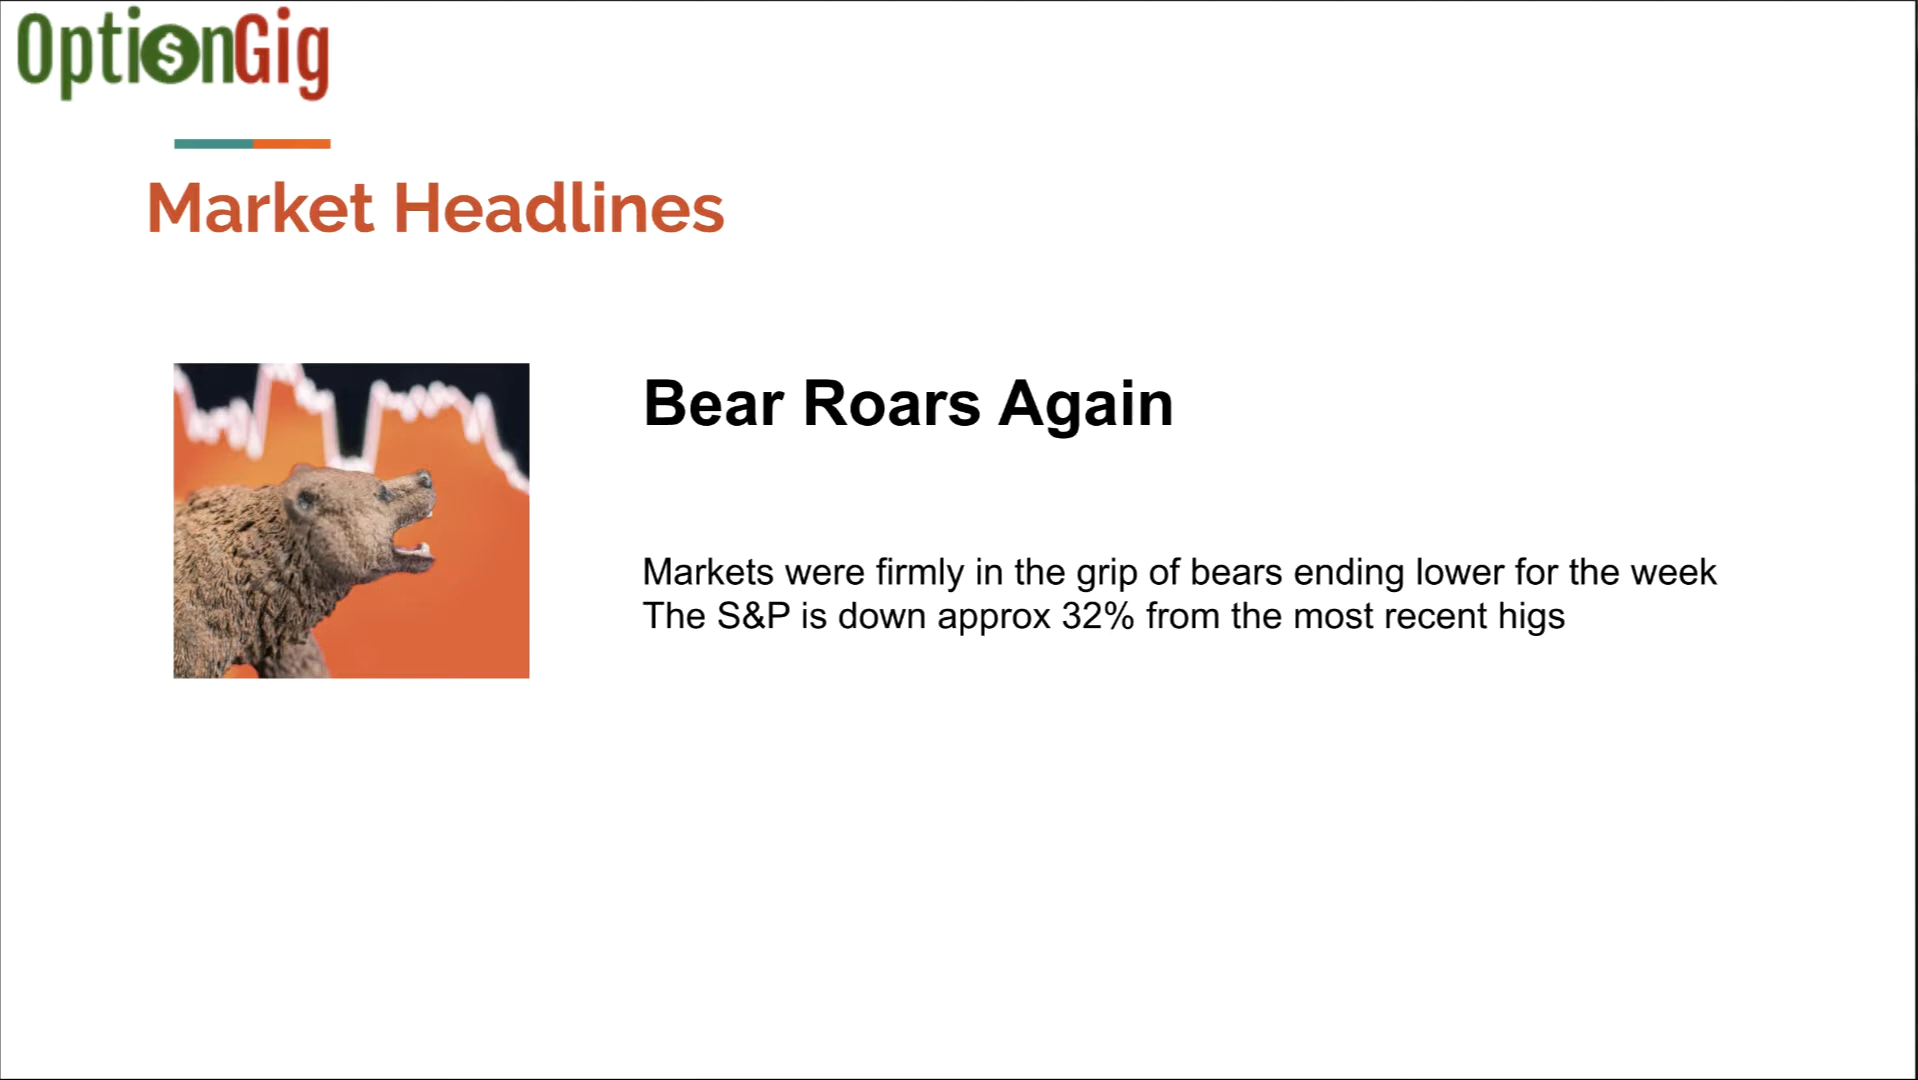 OptionGig
Market Headlines
Bear Roars Again
Markets were firmly in the grip of bears ending lower for the week
The S&P is down approx 32% from the most recent higs